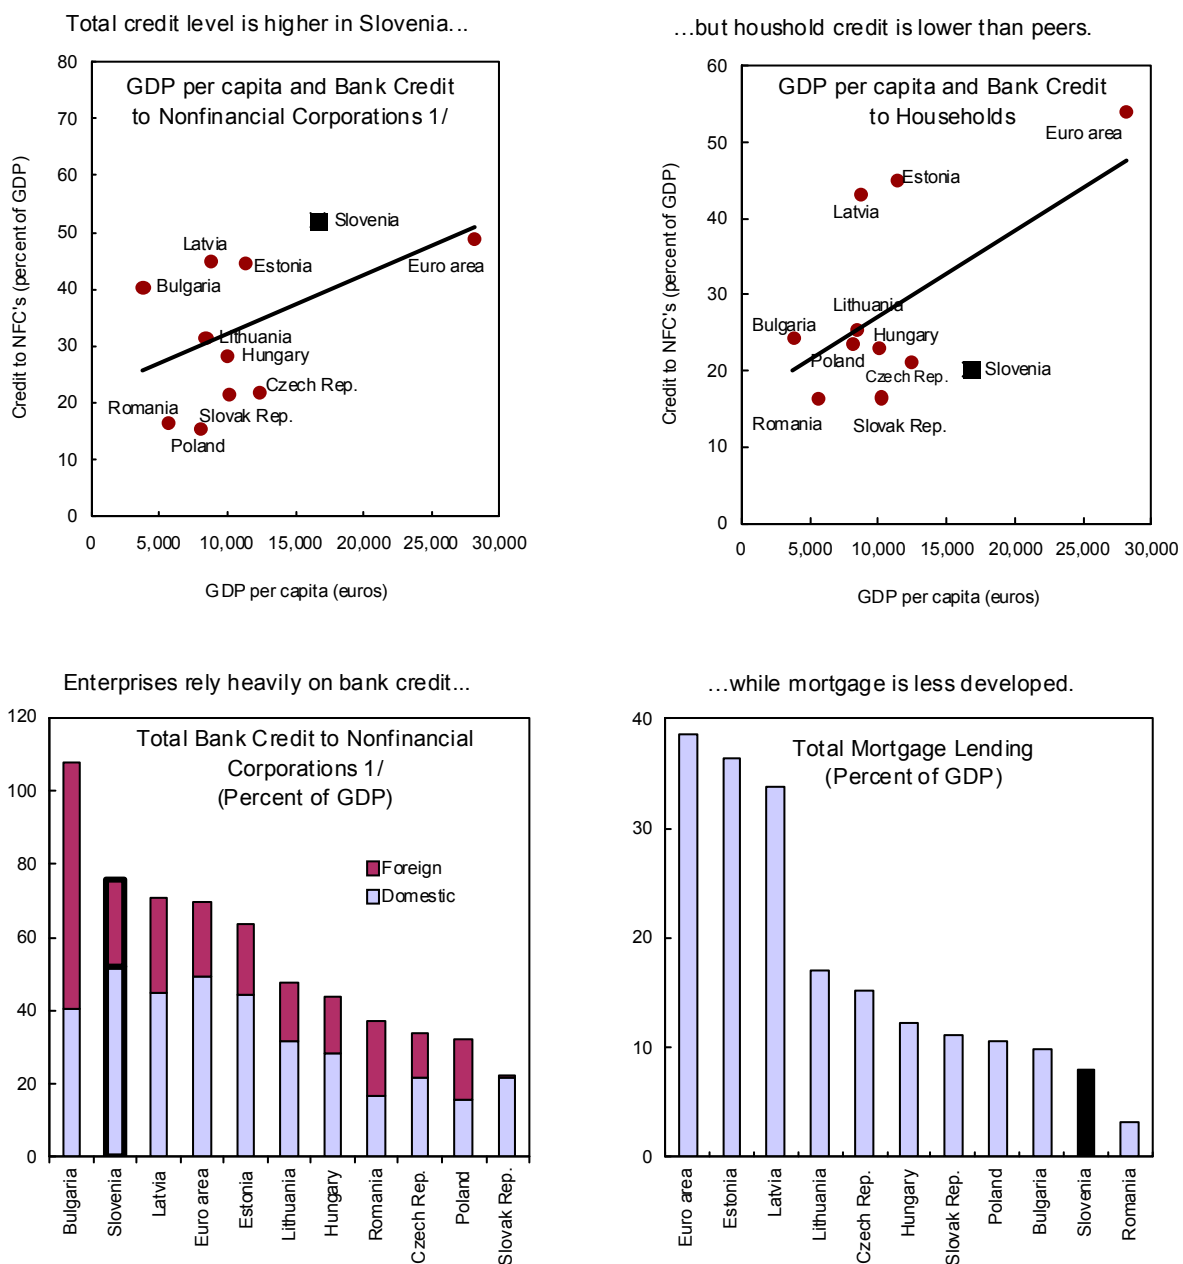 Total credit level is higher in Slovenia...
GDP per capita and Bank Credit
to Nonfinancial Corporations 1/
Credit to NFC's (percent of GDP)
80
70
60
50
40
30
20
10
0
Slovenia
Latvia
Estonia
Euro area
Bulgaria
Lithuania
Hungary
Czech Rep.
Romania
Slovak Rep.
Poland
0
5,000
10,000
15,000
20,000
25,000
30,000
GDP per capita (euros)
...but houshold credit is lower than peers.
GDP per capita and Bank Credit
to Households
Credit to NFC's (percent of GDP)
60
50
40
30
20
10
0
Euro area
Estonia
Latvia
Lithuania
Bulgaria
Hungary
Poland
Czech Rep.
Slovenia
Romania
Slovak Rep.
0
5,000
10,000
15,000
20,000
25,000
30,000
GDP per capita (euros)
Enterprises rely heavily on bank credit...
Total Bank Credit to Nonfinancial
Corporations 1/
(Percent of GDP)
120
100
80
60
40
20
0
Foreign
Domestic
Bulgaria
Slovenia
Latvia
Euro area
Estonia
Lithuania
Hungary
Romania
Czech Rep.
Poland
Slovak Rep.
...while mortgage is less developed.
Total Mortgage Lending
(Percent of GDP)
40
30
20
10
0
Euro area
Estonia
Latvia
Lithuania
Czech Rep.
Hungary
Slovak Rep.
Poland
Bulgaria
Slovenia
Romania